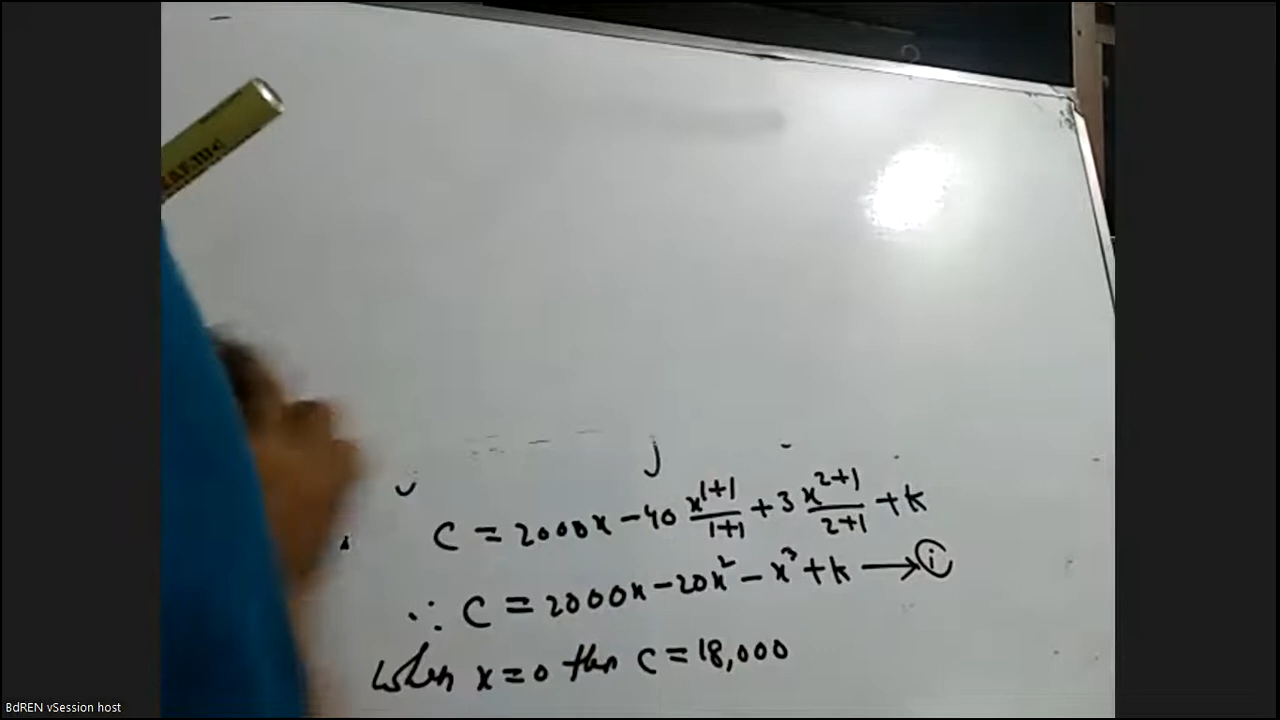 C = 2000x - 40 x^{1+1}/1+1 + 3 x^{2+1}/2+1 + k
∴ C = 2000x - 20x² - x³ + k → (i)
when x = 0 then C = 18,000
BdREN vSession host